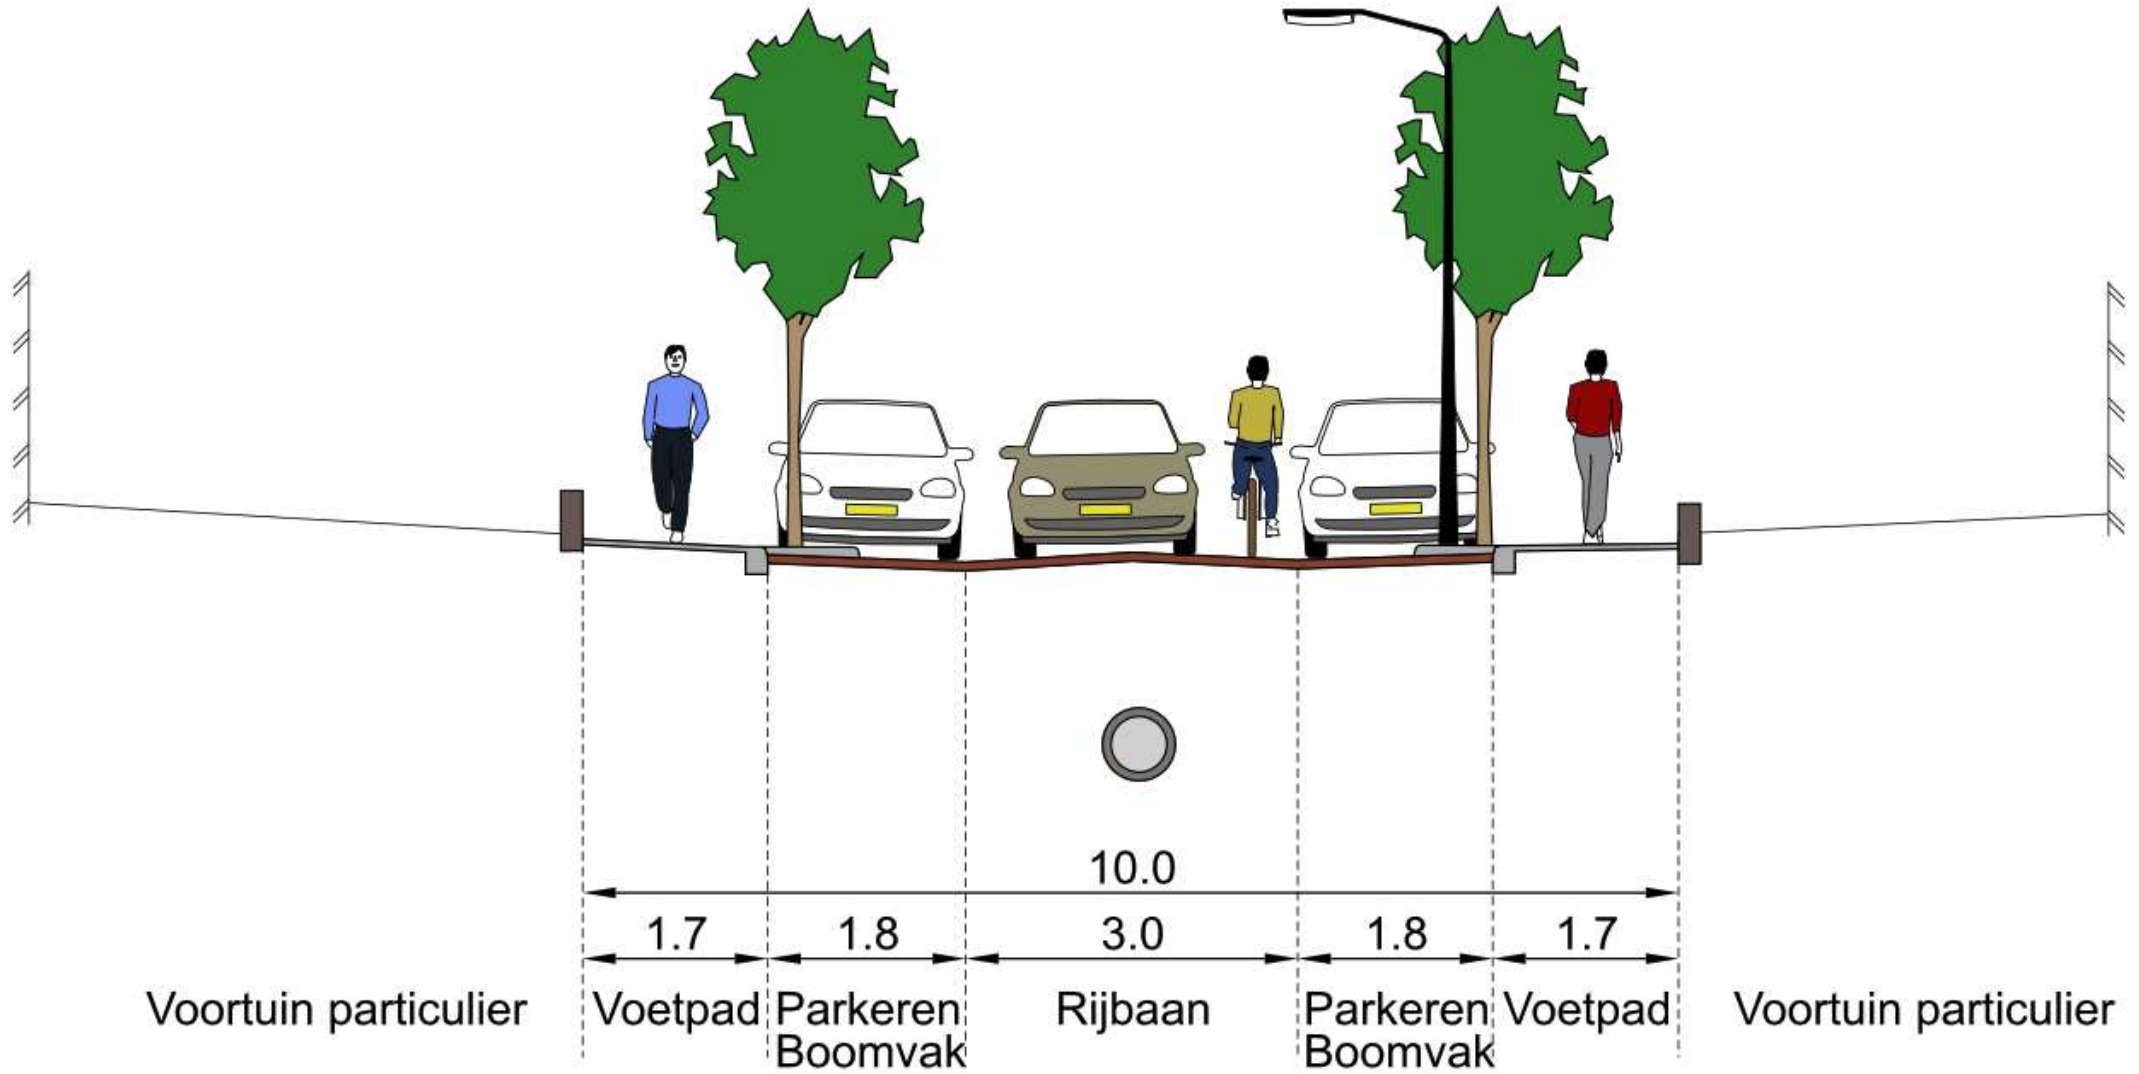 10.0
1.7 1.8 3.0 1.8 1.7
Voortuin particulier Voetpad Parkeren Rijbaan Parkeren Voetpad Voortuin particulier
Boomvak Boomvak